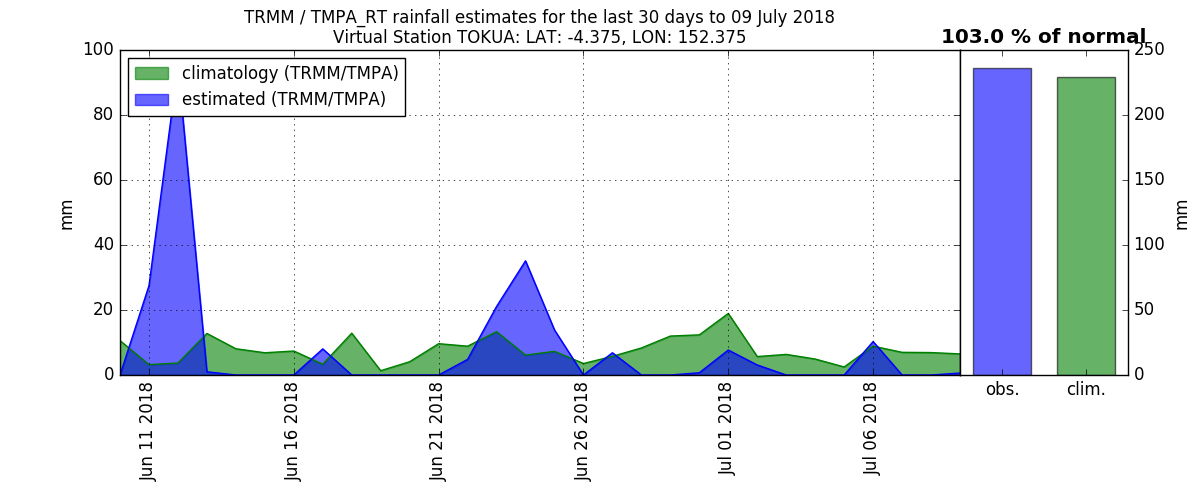 TRMM / TMPA_RT rainfall estimates for the last 30 days to 09 July 2018
Virtual Station TOKUA: LAT: -4.375, LON: 152.375
103.0 % of normal
climatology (TRMM/TMPA)
estimated (TRMM/TMPA)
100
80
60
40
20
0
mm
Jun 11 2018
Jun 16 2018
Jun 21 2018
Jun 26 2018
Jul 01 2018
Jul 06 2018
250
200
150
100
50
0
mm
obs.
clim.